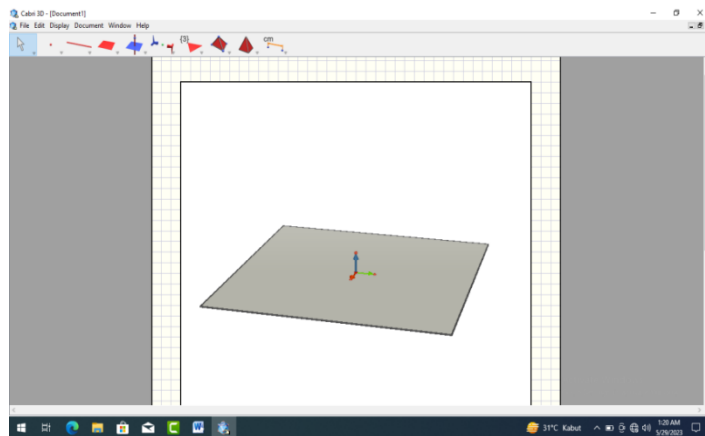 Cabri 3D - [Document1]
File Edit Display Document Window Help
{3}
cm
31°C Kabut
1:20 AM
5/29/2023